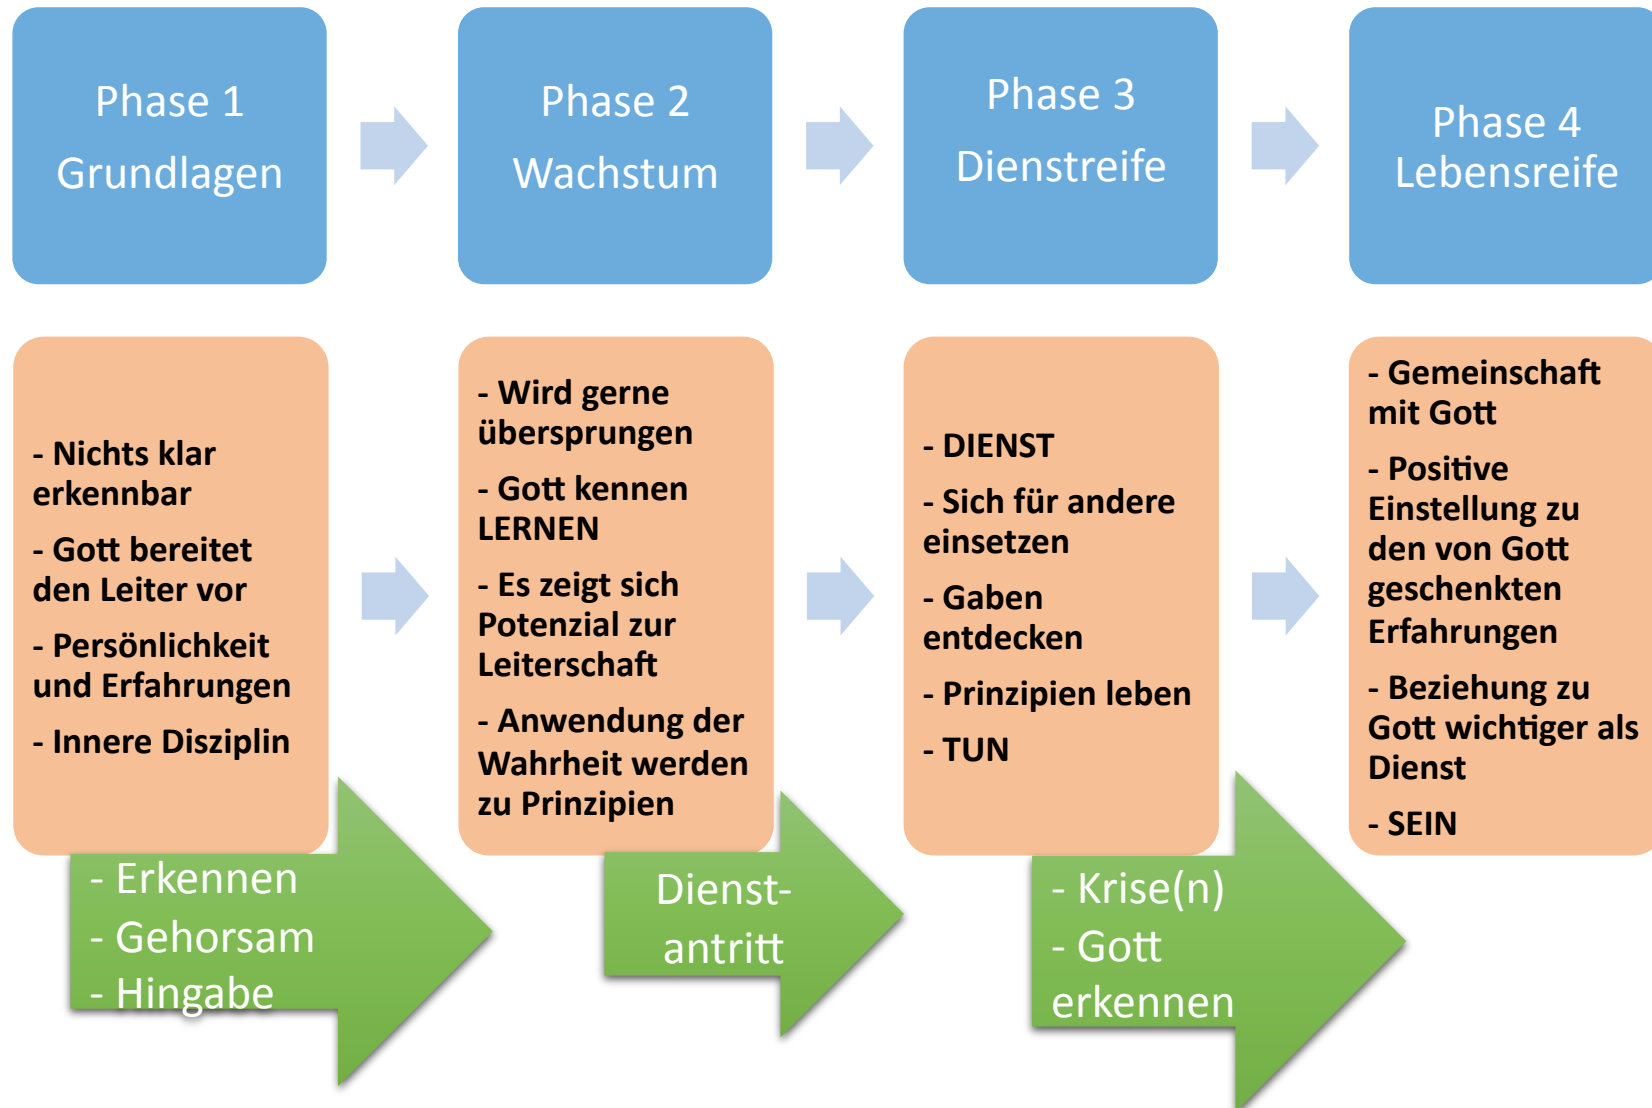 Phase 1
Grundlagen
Phase 2
Wachstum
Phase 3
Dienstreife
Phase 4
Lebensreife
- Nichts klar
erkennbar
- Gott bereitet
den Leiter vor
- Persönlichkeit
und Erfahrungen
- Innere Disziplin
- Wird gerne
übersprungen
- Gott kennen
LERNEN
- Es zeigt sich
Potenzial zur
Leiterschaft
- Anwendung der
Wahrheit werden
zu Prinzipien
- DIENST
- Sich für andere
einsetzen
- Gaben
entdecken
- Prinzipien leben
- TUN
- Gemeinschaft
mit Gott
- Positive
Einstellung zu
den von Gott
geschenkten
Erfahrungen
- Beziehung zu
Gott wichtiger als
Dienst
- SEIN
- Erkennen
- Gehorsam
- Hingabe
Dienst-
antritt
- Krise(n)
- Gott
erkennen